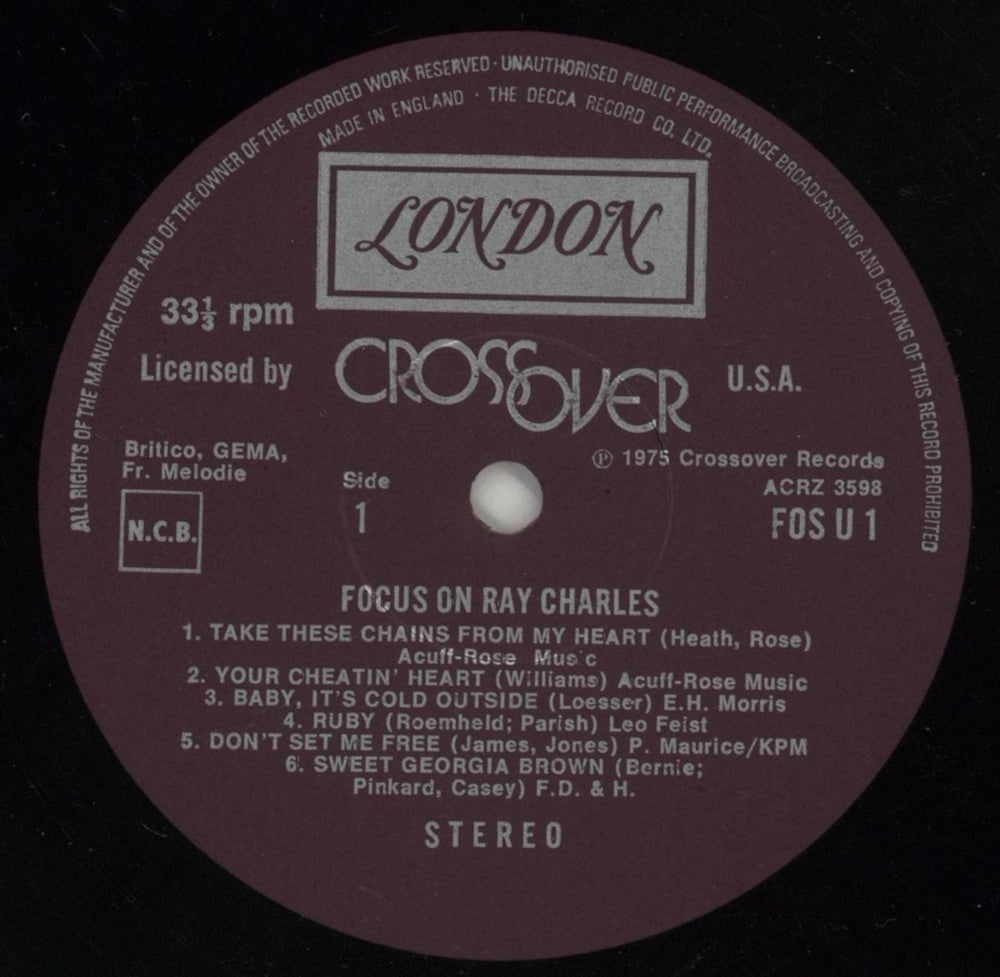 ALL RIGHTS OF THE MANUFACTURER AND OF THE OWNER OF THE RECORDED WORK RESERVED · UNAUTHORISED PUBLIC PERFORMANCE BROADCASTING AND COPYING OF THIS RECORD PROHIBITED
MADE IN ENGLAND · THE DECCA RECORD CO. LTD.
LONDON
33⅓ rpm
Licensed by CROSSOVER U.S.A.
Britico, GEMA,
Fr. Melodie
N.C.B.
Side
1
℗ 1975 Crossover Records
ACRZ 3598
FOS U 1
FOCUS ON RAY CHARLES
1. TAKE THESE CHAINS FROM MY HEART (Heath, Rose)
Acuff-Rose Music
2. YOUR CHEATIN' HEART (Williams) Acuff-Rose Music
3. BABY, IT'S COLD OUTSIDE (Loesser) E.H. Morris
4. RUBY (Roemheld; Parish) Leo Feist
5. DON'T SET ME FREE (James, Jones) P. Maurice/KPM
6. SWEET GEORGIA BROWN (Bernie;
Pinkard, Casey) F.D. & H.
STEREO